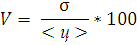 V = σ / < ц > * 100